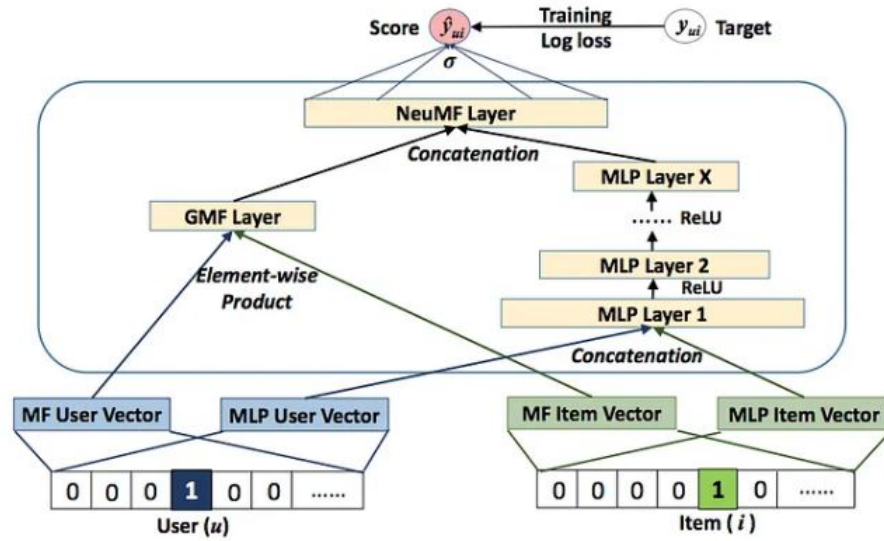 Score ŷui Training yui Target
Log loss
σ
NeuMF Layer
Concatenation
MLP Layer X
GMF Layer
...... ReLU
Element-wise
Product
MLP Layer 2
ReLU
MLP Layer 1
Concatenation
MF User Vector MLP User Vector MF Item Vector MLP Item Vector
0 0 0 1 0 0 ...... 0 0 0 0 1 0 ......
User (u) Item ( i )